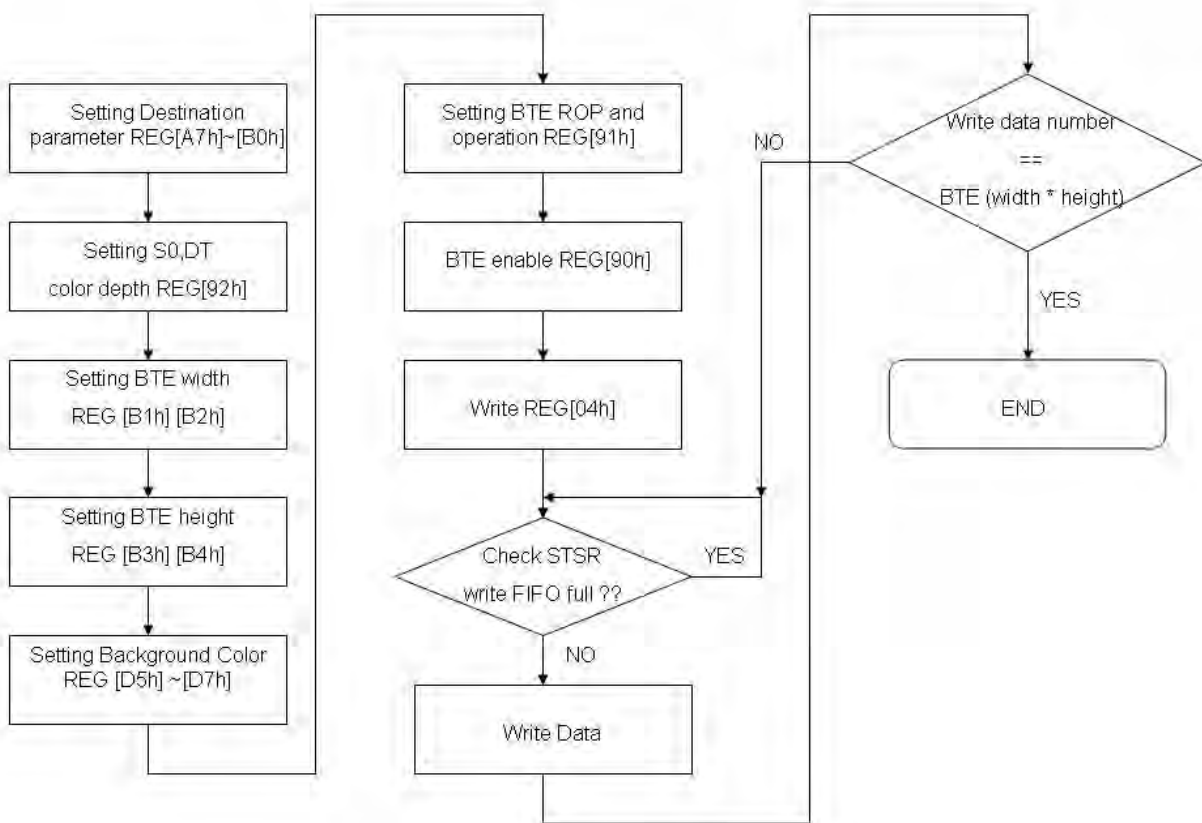 Setting Destination
parameter REG[A7h]~[B0h]
Setting S0,DT
color depth REG[92h]
Setting BTE width
REG [B1h] [B2h]
Setting BTE height
REG [B3h] [B4h]
Setting Background Color
REG [D5h] ~[D7h]
Setting BTE ROP and
operation REG[91h]
BTE enable REG[90h]
Write REG[04h]
Check STSR
write FIFO full ??
YES
NO
Write Data
Write data number
==
BTE (width * height)
NO
YES
END